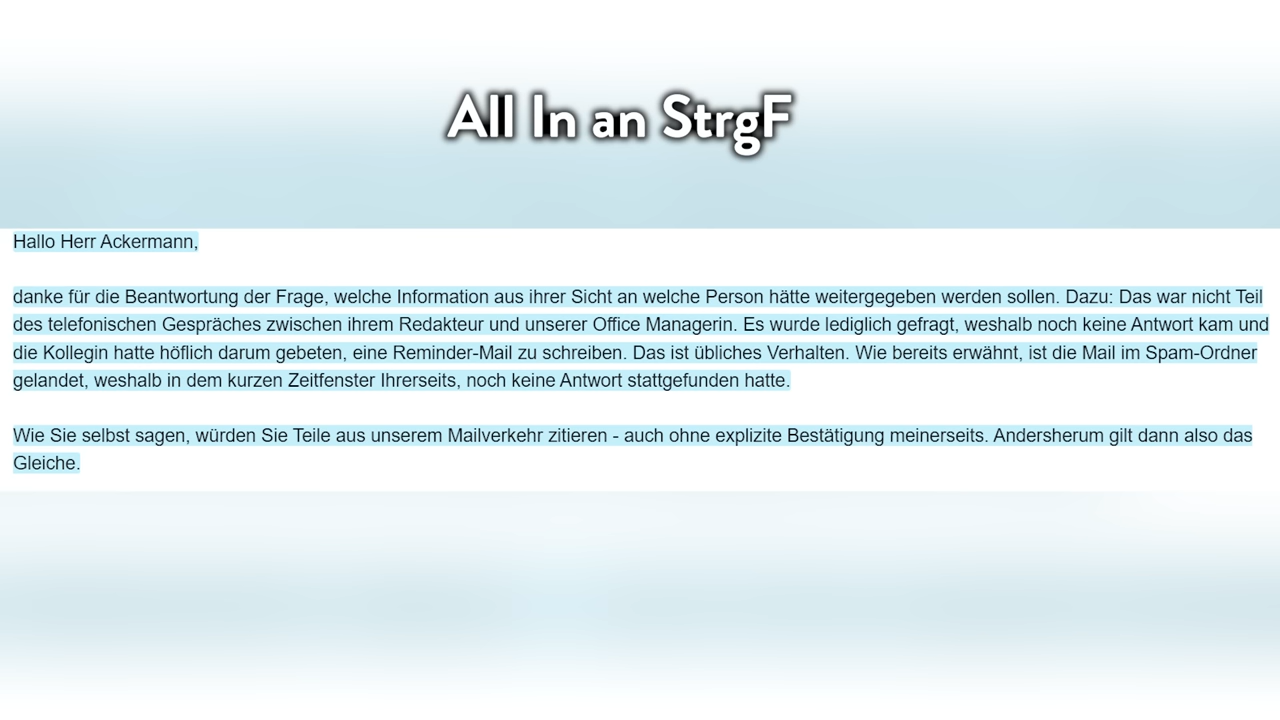 All In an StrgF
Hallo Herr Ackermann,
danke für die Beantwortung der Frage, welche Information aus ihrer Sicht an welche Person hätte weitergegeben werden sollen. Dazu: Das war nicht Teil
des telefonischen Gespräches zwischen ihrem Redakteur und unserer Office Managerin. Es wurde lediglich gefragt, weshalb noch keine Antwort kam und
die Kollegin hatte höflich darum gebeten, eine Reminder-Mail zu schreiben. Das ist übliches Verhalten. Wie bereits erwähnt, ist die Mail im Spam-Ordner
gelandet, weshalb in dem kurzen Zeitfenster Ihrerseits, noch keine Antwort stattgefunden hatte.
Wie Sie selbst sagen, würden Sie Teile aus unserem Mailverkehr zitieren - auch ohne explizite Bestätigung meinerseits. Andersherum gilt dann also das
Gleiche.